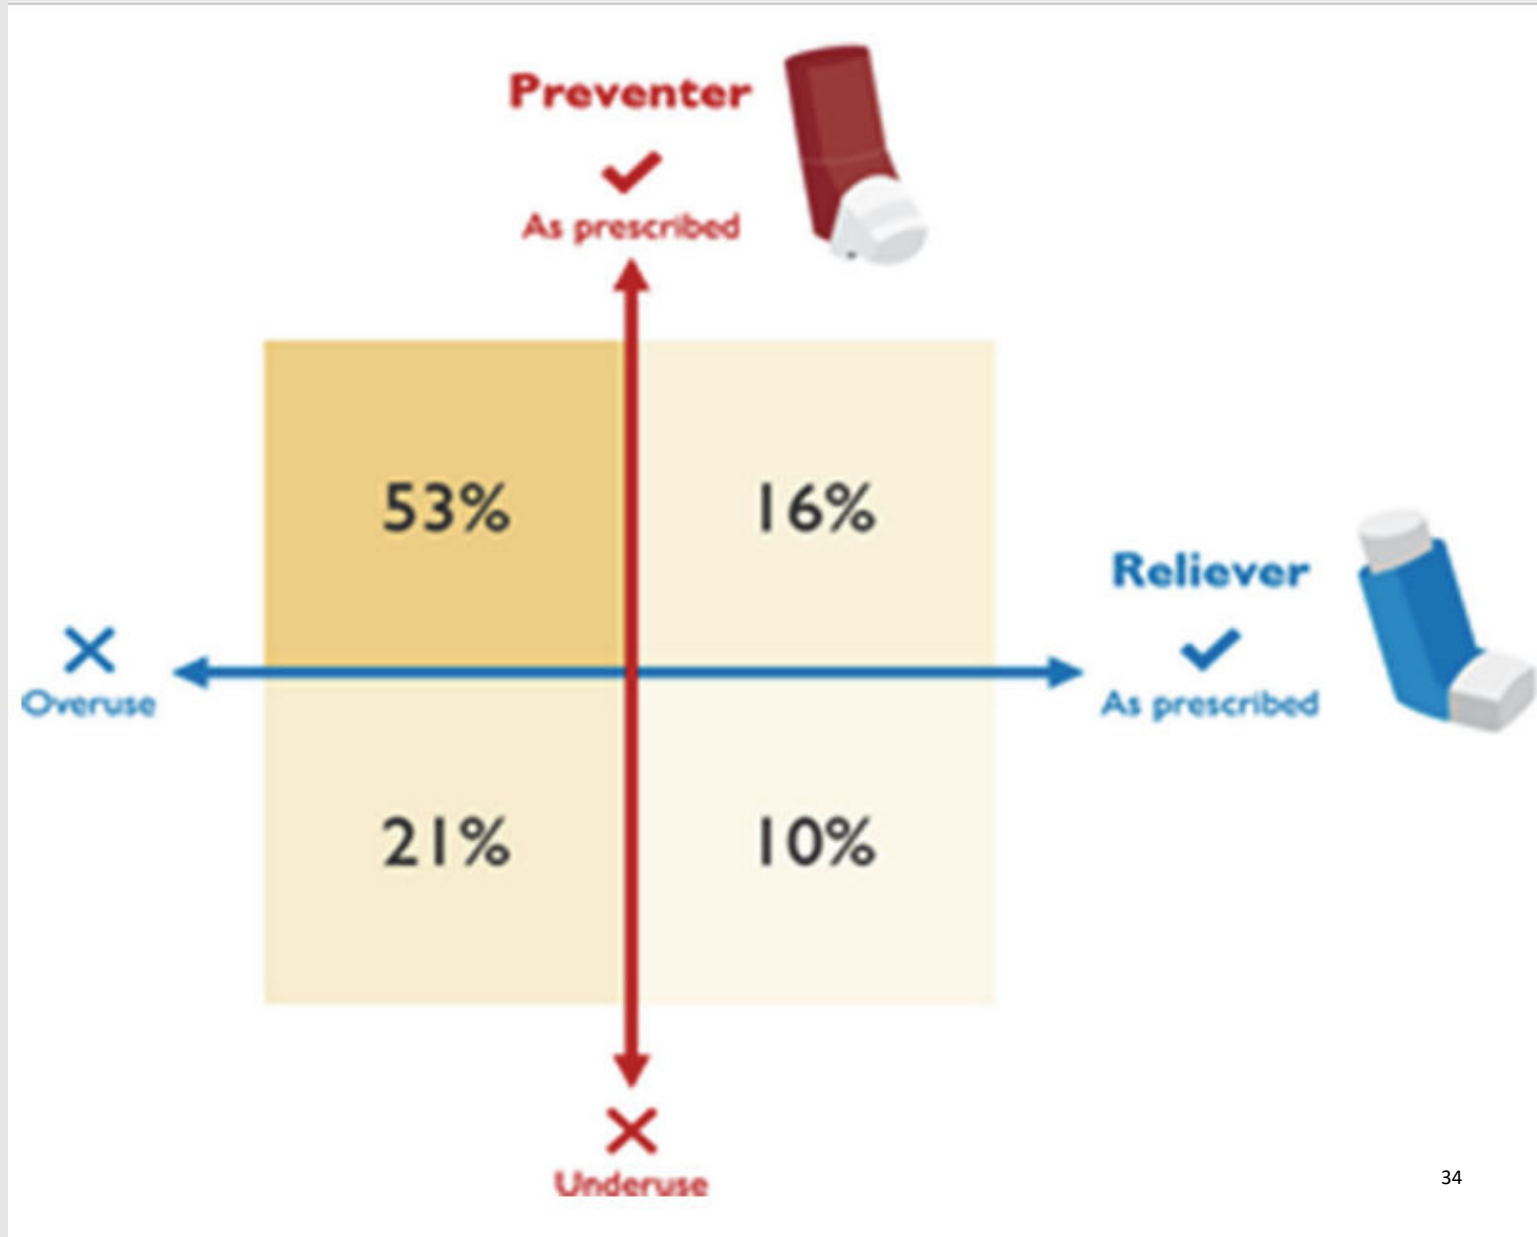 Preventer
As prescribed
53%
16%
Reliever
As prescribed
Overuse
21%
10%
Underuse
34